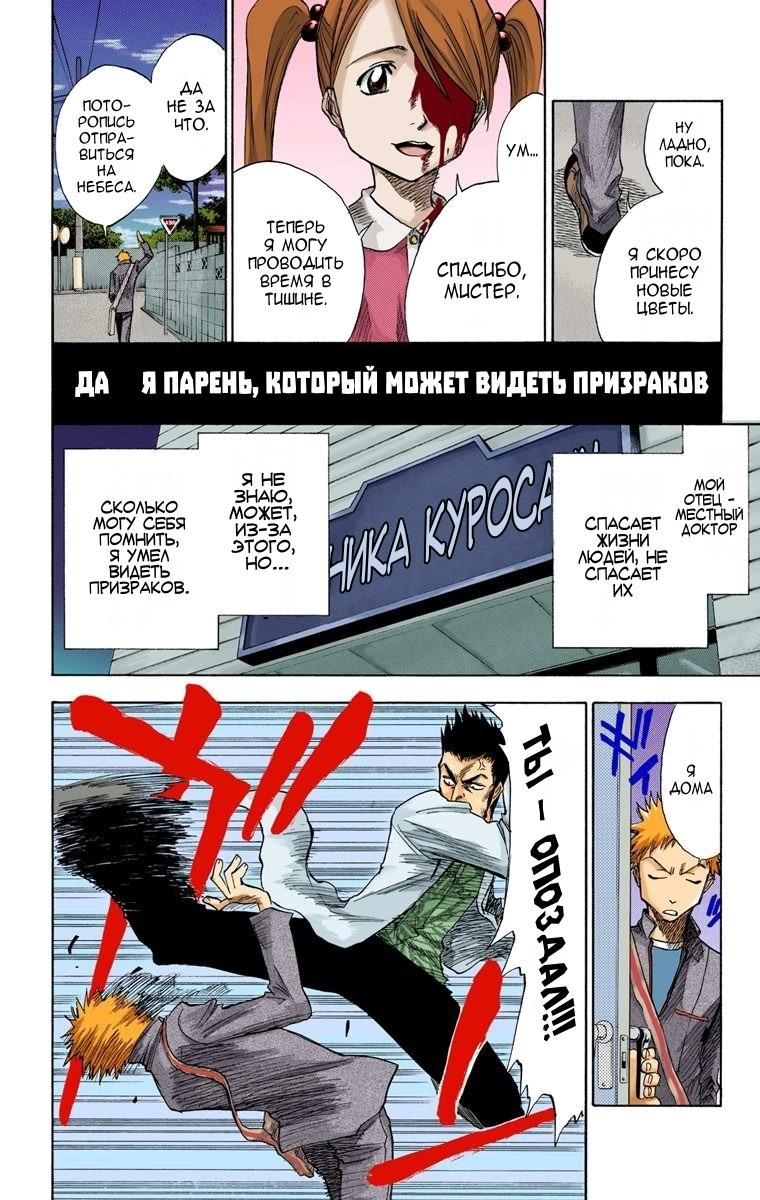 НУ
ЛАДНО,
ПОКА.
Я СКОРО
ПРИНЕСУ
НОВЫЕ
ЦВЕТЫ.
УМ...
СПАСИБО,
МИСТЕР.
ТЕПЕРЬ
Я МОГУ
ПРОВОДИТЬ
ВРЕМЯ В
ТИШИНЕ.
ДА
НЕ ЗА
ЧТО.
ПОТО-
РОПИСЬ
ОТПРА-
ВИТЬСЯ
НА
НЕБЕСА.
ДА Я ПАРЕНЬ, КОТОРЫЙ МОЖЕТ ВИДЕТЬ ПРИЗРАКОВ
МОЙ
ОТЕЦ -
МЕСТНЫЙ
ДОКТОР
СПАСАЕТ
ЖИЗНИ
ЛЮДЕЙ, НЕ
СПАСАЕТ
ИХ
НИКА КУРОСА
Я НЕ
ЗНАЮ,
МОЖЕТ,
ИЗ-ЗА
ЭТОГО,
НО...
СКОЛЬКО
МОГУ СЕБЯ
ПОМНИТЬ,
Я УМЕЛ
ВИДЕТЬ
ПРИЗРАКОВ.
Я
ДОМА
ТЫ - ОПОЗДАЛ!!!